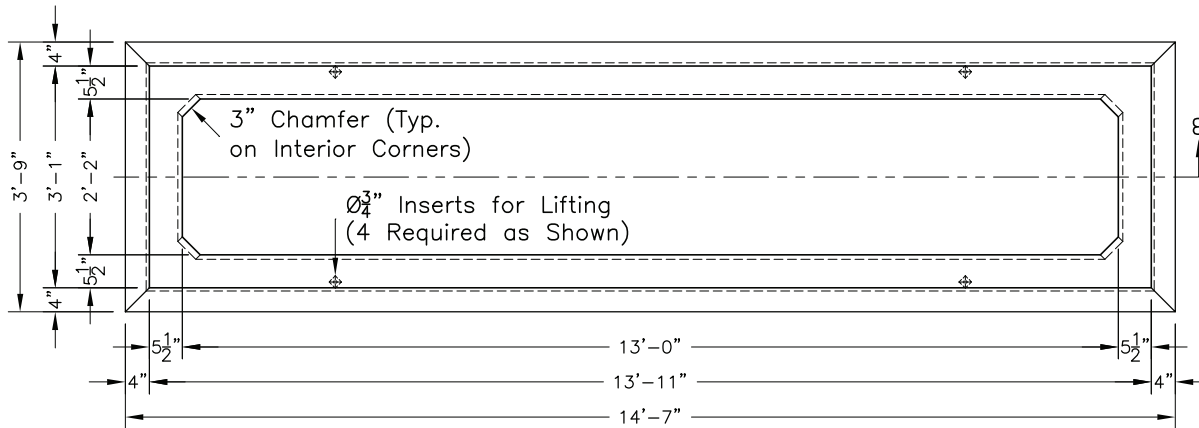 4”
5½”
3” Chamfer (Typ.
on Interior Corners)
3’-9”
3’-1”
2’-2”
Ø¾” Inserts for Lifting
(4 Required as Shown)
5½”
4”
5½” 13’-0” 5½”
4” 13’-11” 4”
14’-7”